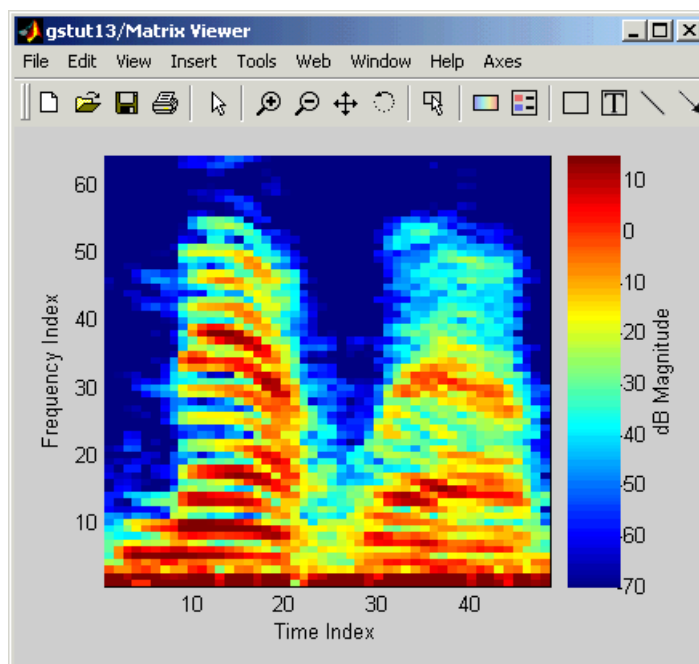 gstut13/Matrix Viewer
File Edit View Insert Tools Web Window Help Axes
T
60
50
40
30
20
10
Frequency Index
10 20 30 40
Time Index
10
0
-10
-20
-30
-40
-50
-60
-70
dB Magnitude